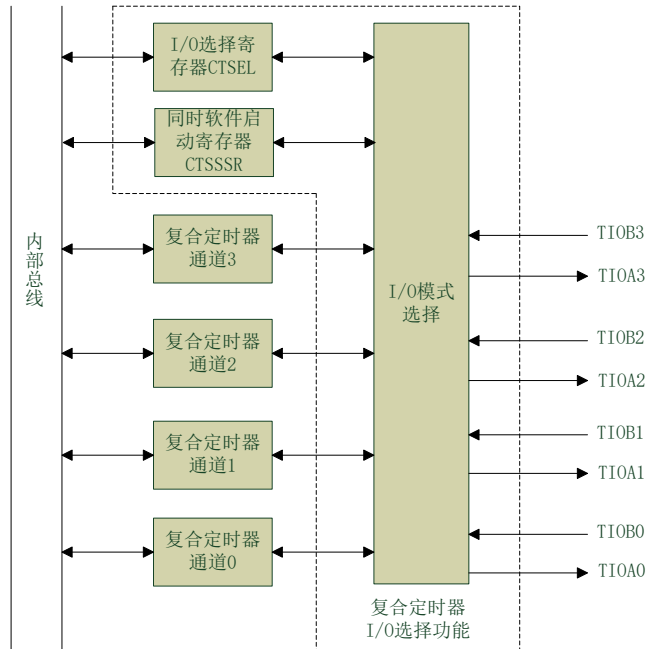 I/O选择寄
存器CTSEL
同时软件启
动寄存器
CTSSSR
内部总线
复合定时器
通道3
复合定时器
通道2
复合定时器
通道1
复合定时器
通道0
I/O模式
选择
TIOB3
TIOA3
TIOB2
TIOA2
TIOB1
TIOA1
TIOB0
TIOA0
复合定时器
I/O选择功能